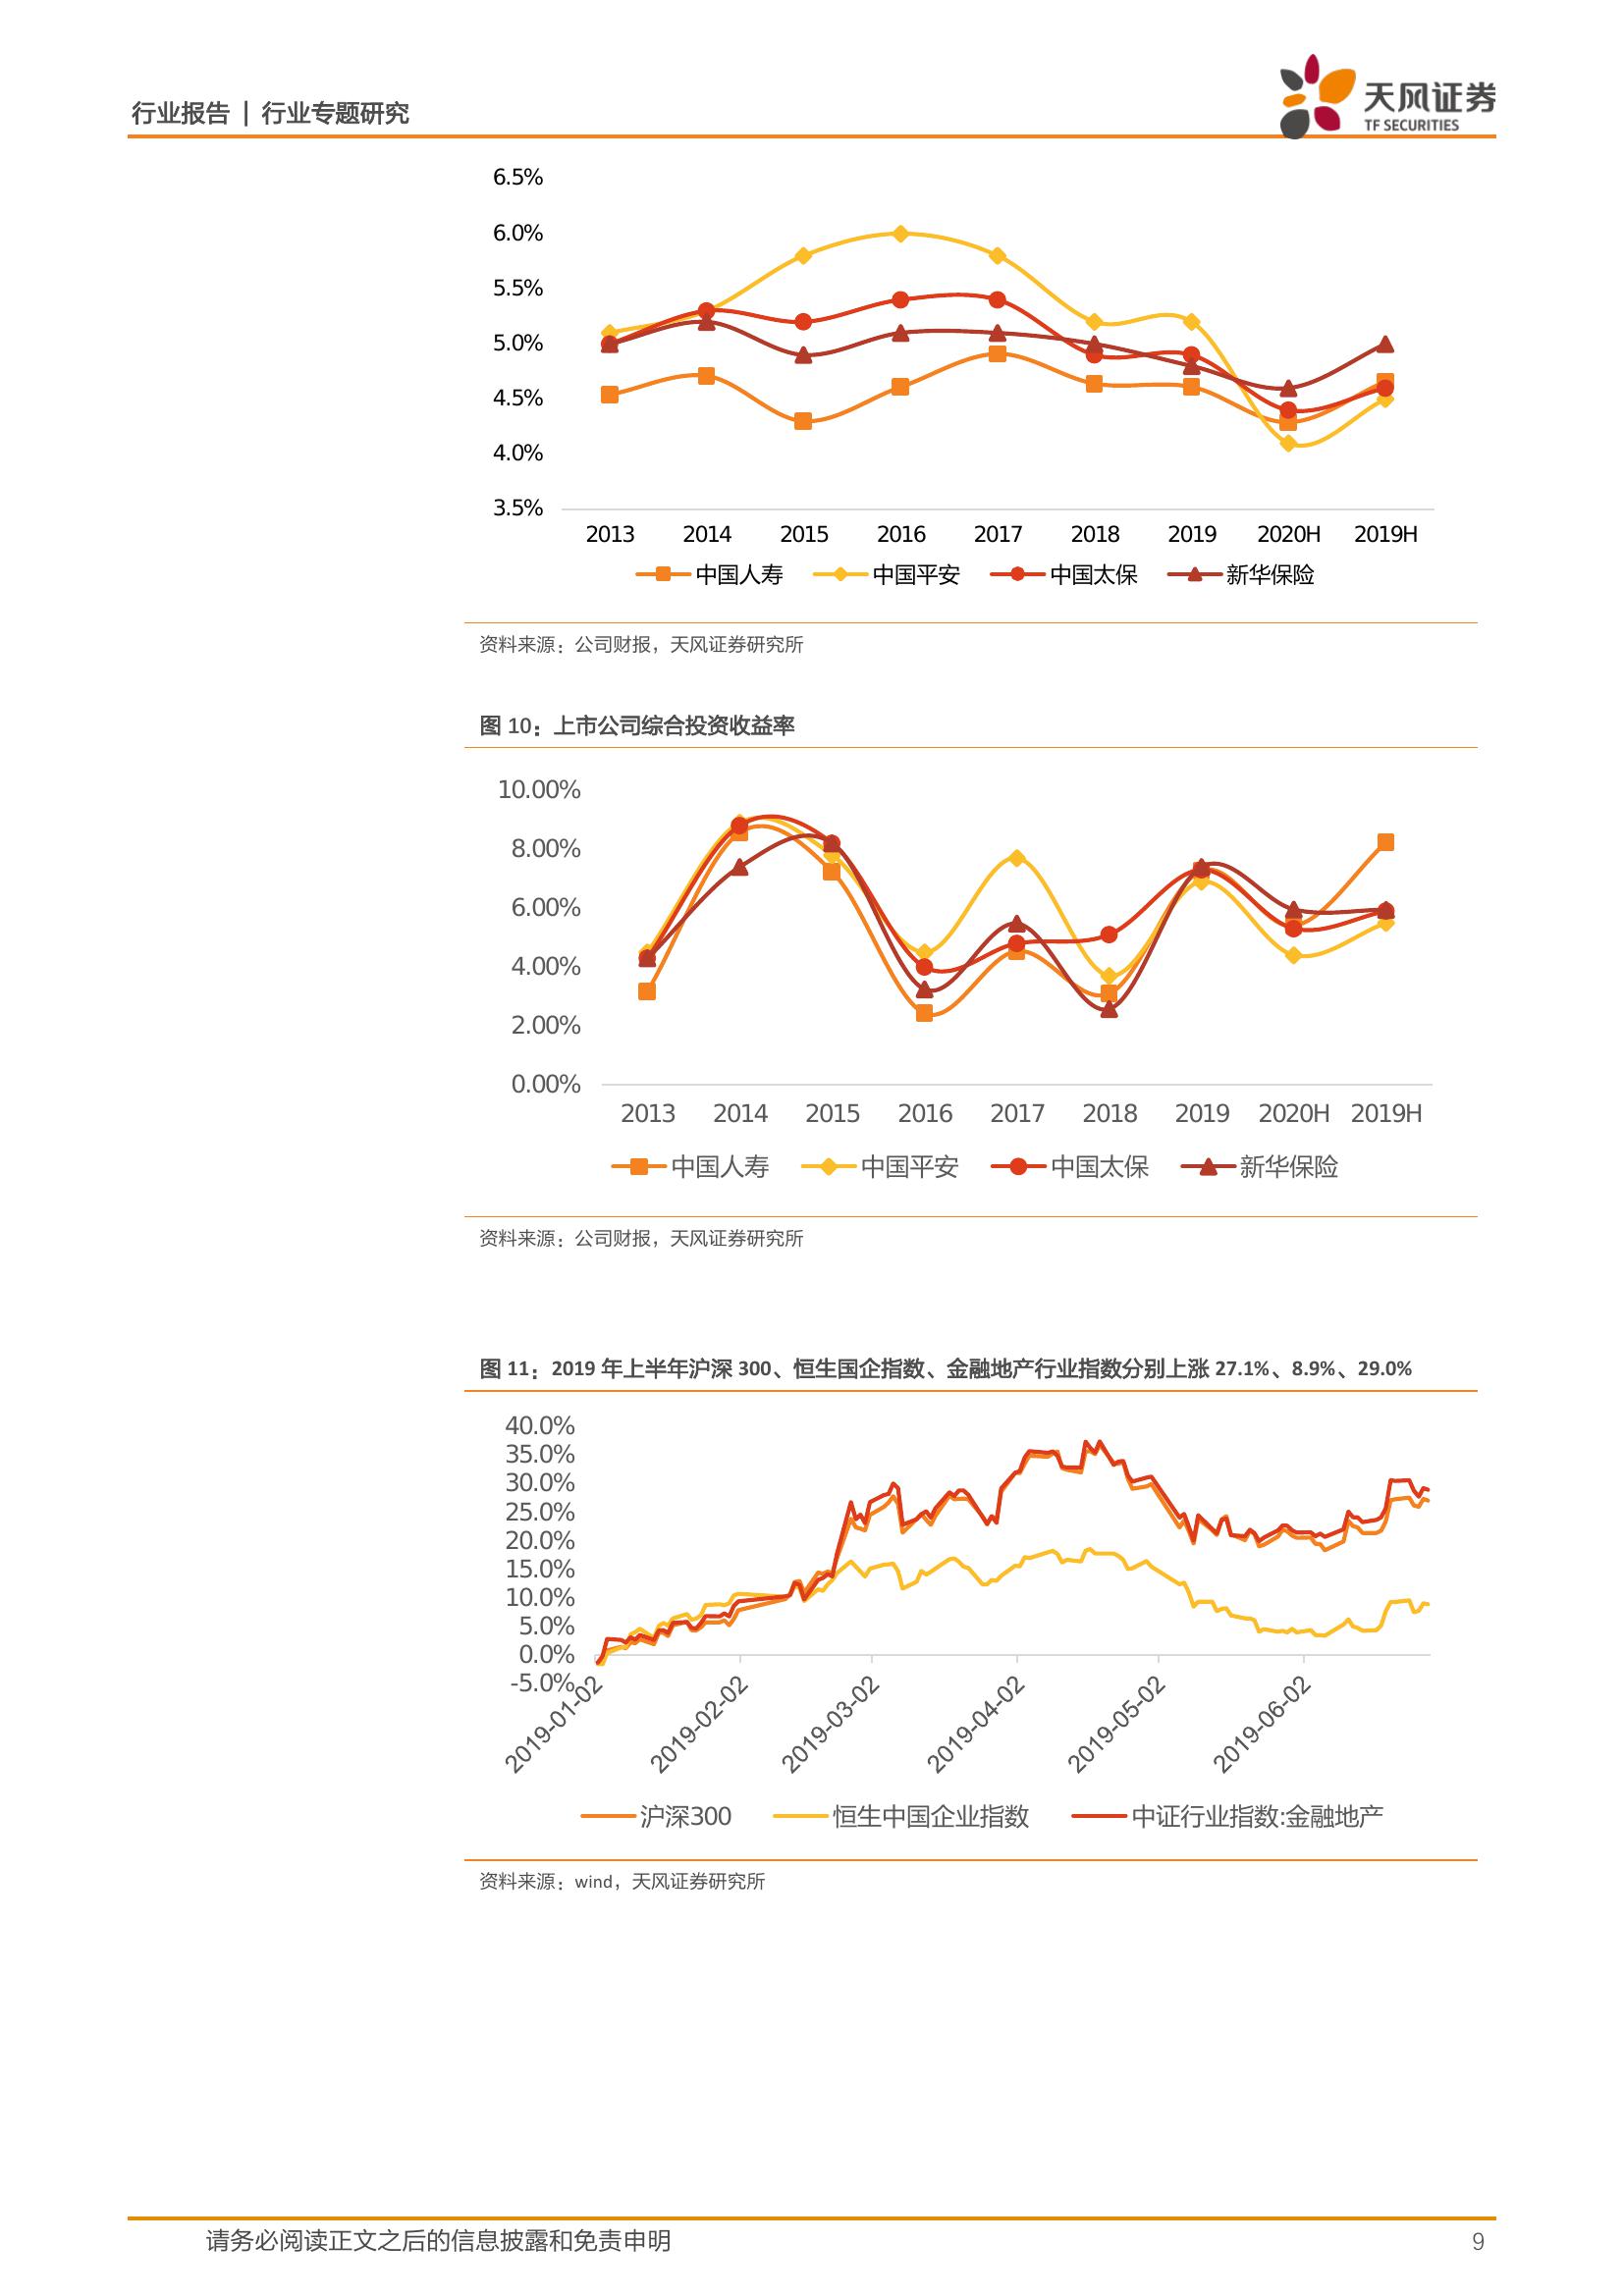 行业报告 | 行业专题研究
天风证券
TF SECURITIES
6.5%
6.0%
5.5%
5.0%
4.5%
4.0%
3.5%
2013 2014 2015 2016 2017 2018 2019 2020H 2019H
中国人寿 中国平安 中国太保 新华保险
资料来源：公司财报，天风证券研究所
图 10：上市公司综合投资收益率
10.00%
8.00%
6.00%
4.00%
2.00%
0.00%
2013 2014 2015 2016 2017 2018 2019 2020H 2019H
中国人寿 中国平安 中国太保 新华保险
资料来源：公司财报，天风证券研究所
图 11：2019 年上半年沪深 300、恒生国企指数、金融地产行业指数分别上涨 27.1%、8.9%、29.0%
40.0%
35.0%
30.0%
25.0%
20.0%
15.0%
10.0%
5.0%
0.0%
-5.0%
2019-01-02 2019-02-02 2019-03-02 2019-04-02 2019-05-02 2019-06-02
沪深300 恒生中国企业指数 中证行业指数:金融地产
资料来源：wind，天风证券研究所
请务必阅读正文之后的信息披露和免责申明 9